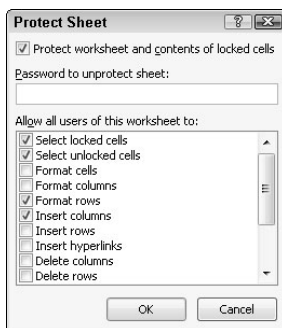 Protect Sheet
Protect worksheet and contents of locked cells
Password to unprotect sheet:
Allow all users of this worksheet to:
Select locked cells
Select unlocked cells
Format cells
Format columns
Format rows
Insert columns
Insert rows
Insert hyperlinks
Delete columns
Delete rows
OK Cancel